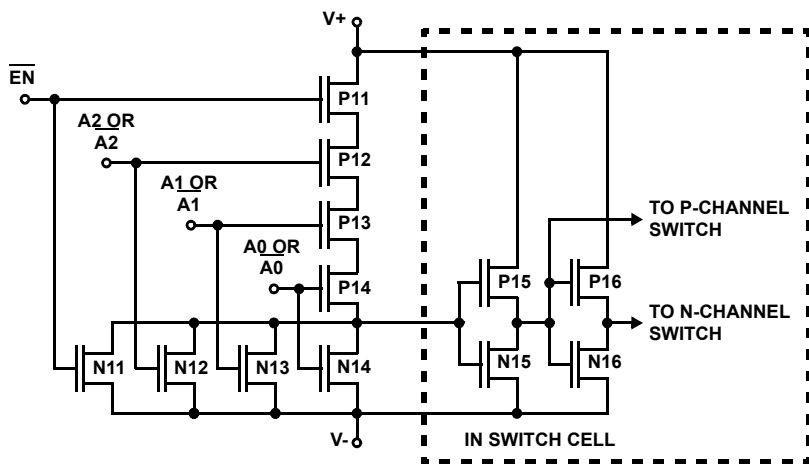 V+
EN
P11
A2 OR
A2
P12
A1 OR
A1
P13
TO P-CHANNEL
SWITCH
A0 OR
A0
P14
P15
P16
TO N-CHANNEL
SWITCH
N11
N12
N13
N14
N15
N16
V-
IN SWITCH CELL